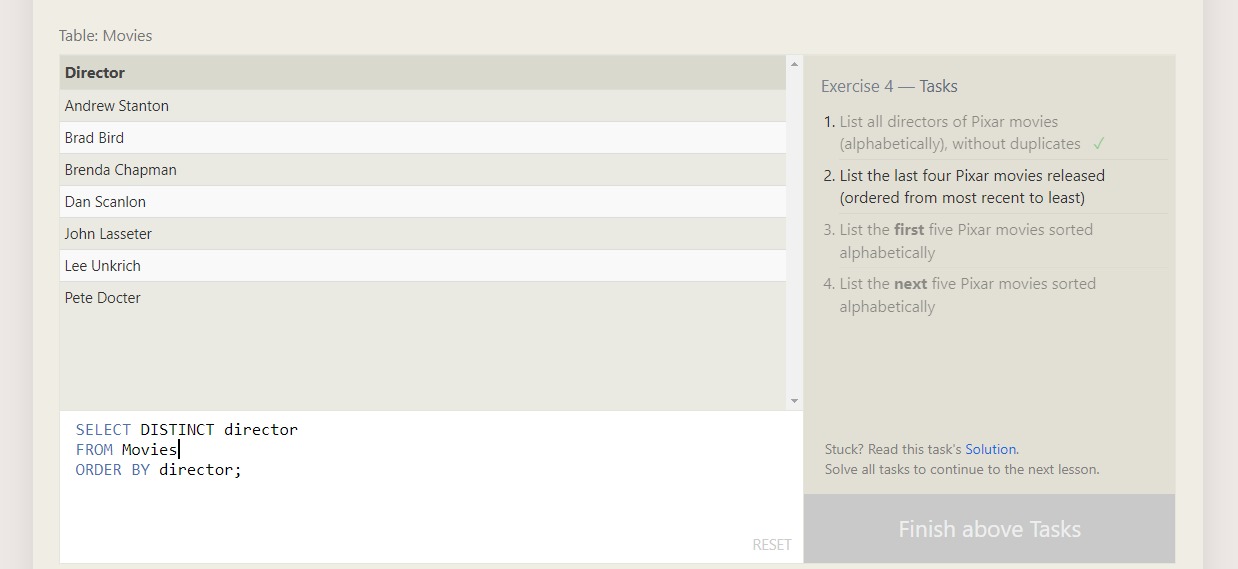 Table: Movies
Director
Andrew Stanton
Brad Bird
Brenda Chapman
Dan Scanlon
John Lasseter
Lee Unkrich
Pete Docter
SELECT DISTINCT director
FROM Movies
ORDER BY director;
RESET
Exercise 4 — Tasks
1. List all directors of Pixar movies
(alphabetically), without duplicates ✓
2. List the last four Pixar movies released
(ordered from most recent to least)
3. List the first five Pixar movies sorted
alphabetically
4. List the next five Pixar movies sorted
alphabetically
Stuck? Read this task's Solution.
Solve all tasks to continue to the next lesson.
Finish above Tasks